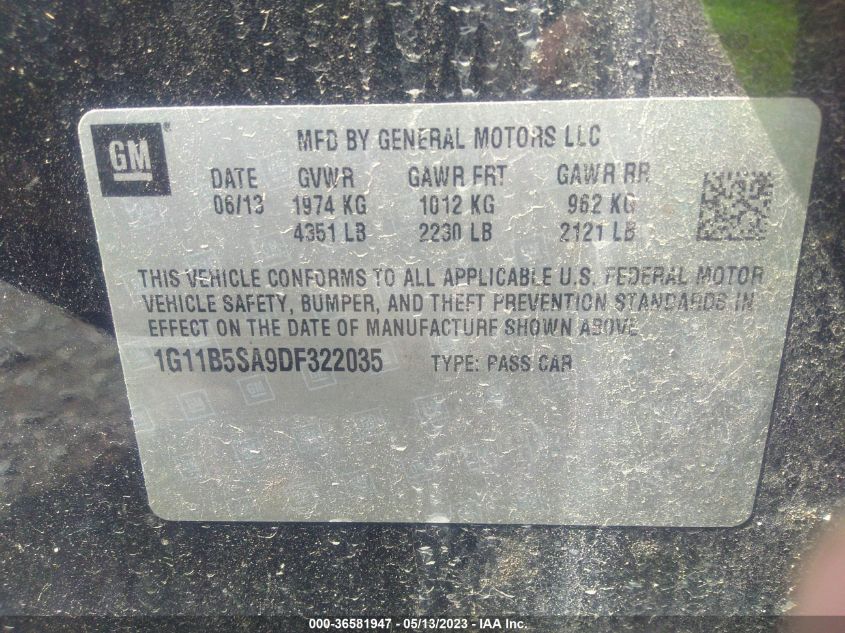 GM ®
MFD BY GENERAL MOTORS LLC
DATE GVWR GAWR FRT GAWR RR
06/13 1974 KG 1012 KG 962 KG
4351 LB 2230 LB 2121 LB
THIS VEHICLE CONFORMS TO ALL APPLICABLE U.S. FEDERAL MOTOR
VEHICLE SAFETY, BUMPER, AND THEFT PREVENTION STANDARDS IN
EFFECT ON THE DATE OF MANUFACTURE SHOWN ABOVE
1G11B5SA9DF322035 TYPE: PASS CAR
000-36581947 - 05/13/2023 - IAA Inc.